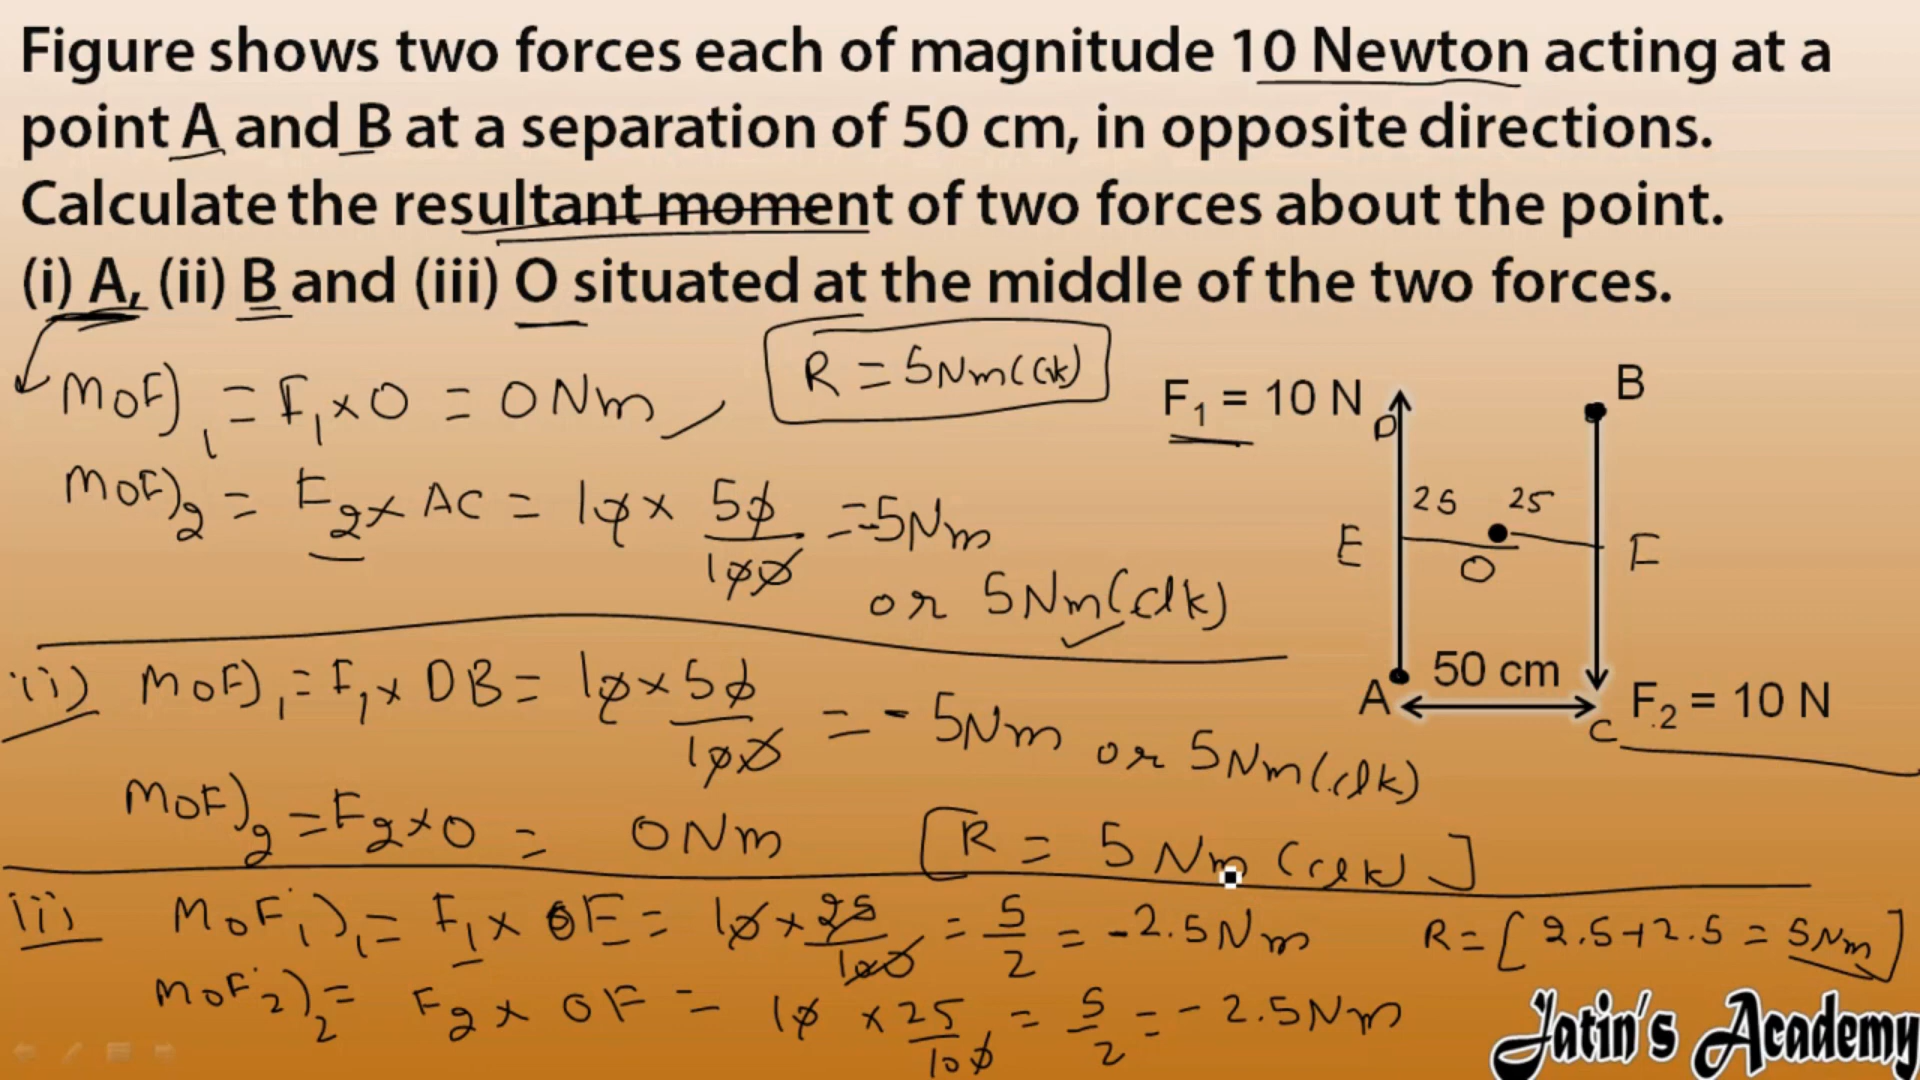 Figure shows two forces each of magnitude 10 Newton acting at a
point A and B at a separation of 50 cm, in opposite directions.
Calculate the resultant moment of two forces about the point.
(i) A, (ii) B and (iii) O situated at the middle of the two forces.
MOF)₁ = F₁ × 0 = 0 Nm
R = 5Nm (Clk)
MOF)₂ = F₂ × AC = 10 × 50/100 = -5Nm
or 5Nm (Clk)
F₁ = 10 N
D
B
25 25
E
O
F
A
50 cm
C
F₂ = 10 N
ii) MOF)₁ = F₁ × DB = 10 × 50/100 = - 5Nm or 5Nm (clk)
MOF)₂ = F₂ × 0 = 0 Nm
[R = 5 Nm (clk)]
iii) MOF₁)₁ = F₁ × OE = 10 × 25/100 = 5/2 = -2.5Nm
R = [2.5+2.5 = 5Nm]
MOF₂)₂ = F₂ × OF = 10 × 25/100 = 5/2 = -2.5Nm
Jatin's Academy